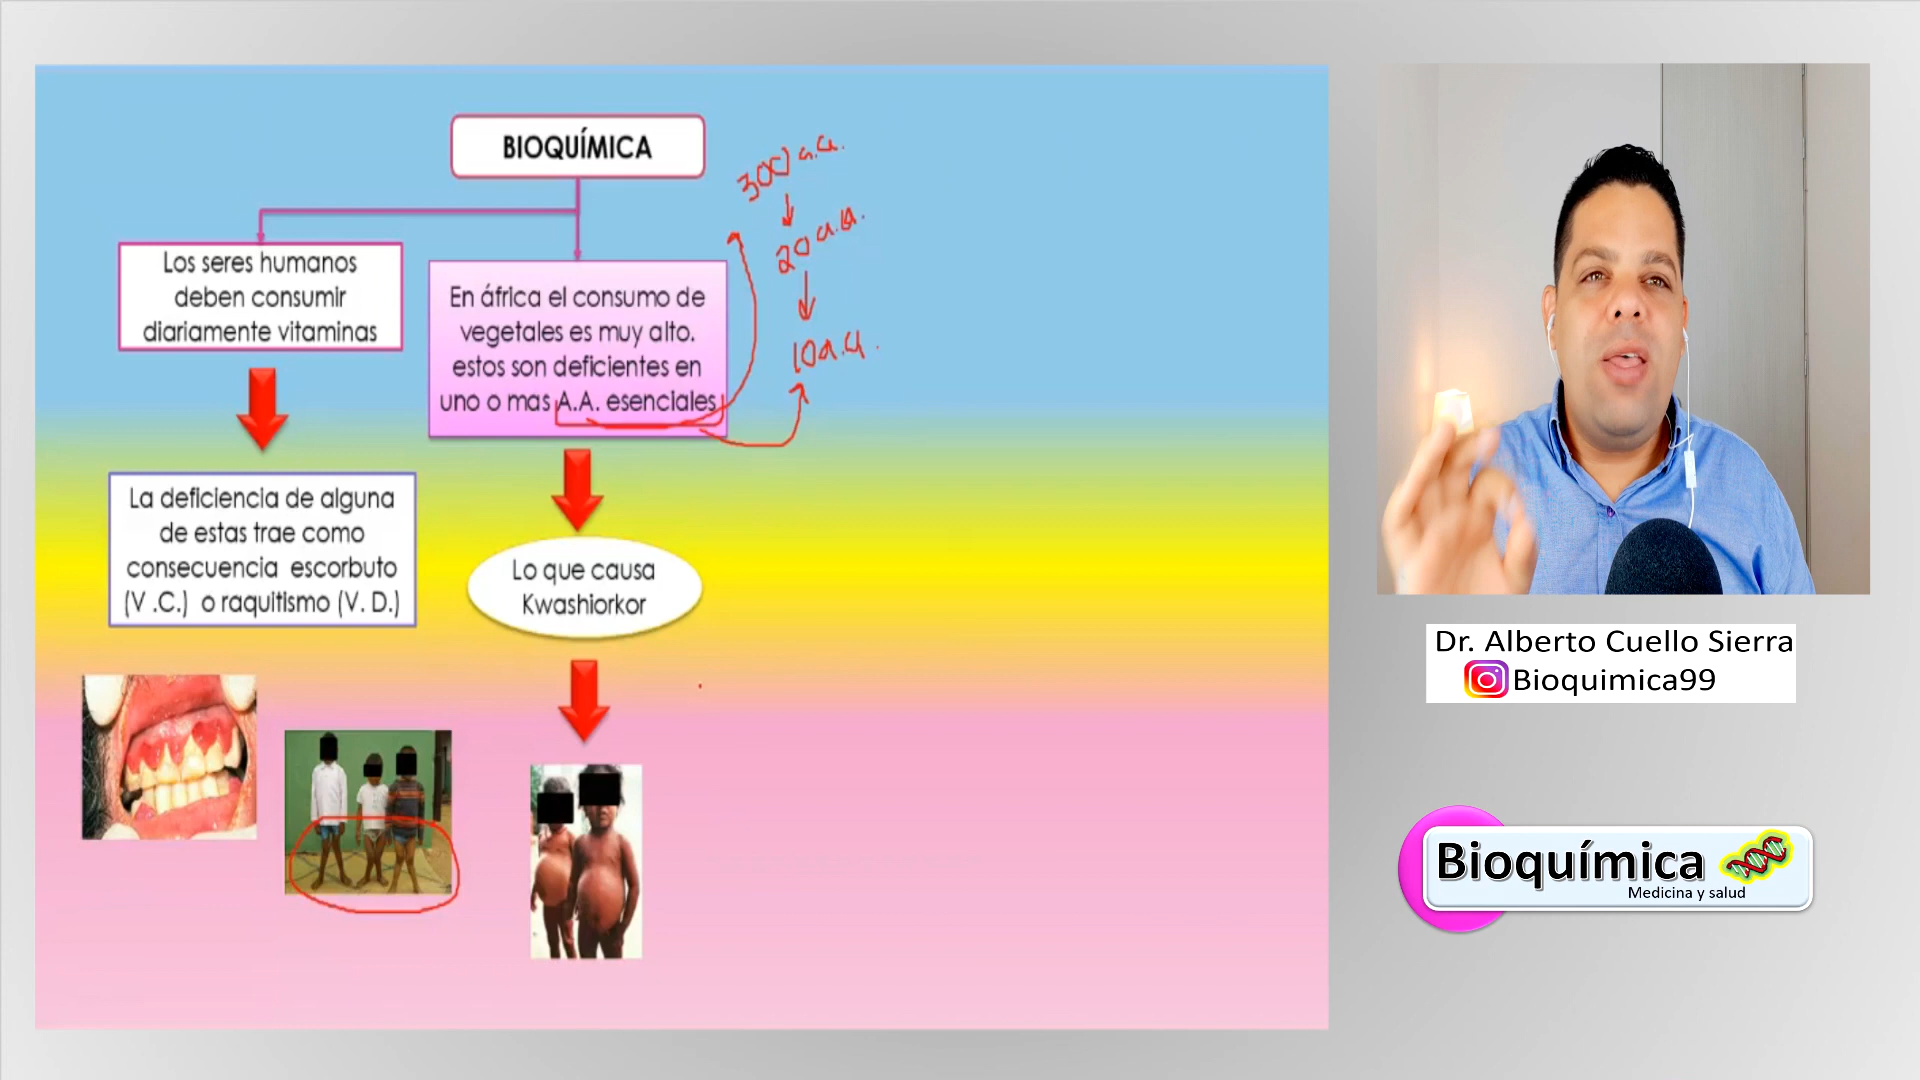 BIOQUÍMICA
Los seres humanos
deben consumir
diariamente vitaminas
En áfrica el consumo de
vegetales es muy alto.
estos son deficientes en
uno o mas A.A. esenciales
300 a.a.
20 a.a.
10 a.a.
La deficiencia de alguna
de estas trae como
consecuencia escorbuto
(V .C.) o raquitismo (V. D.)
Lo que causa
Kwashiorkor
Dr. Alberto Cuello Sierra
Bioquimica99
Bioquímica
Medicina y salud